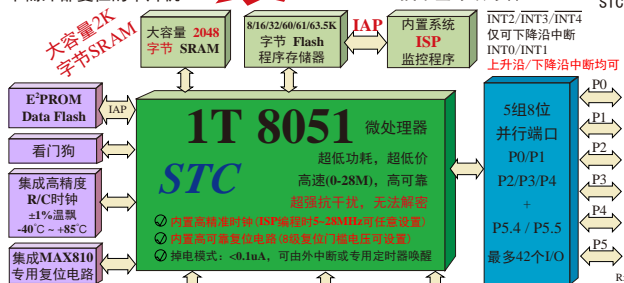 大容量2K
字节SRAM
大容量 2048
字节 SRAM
8/16/32/60/61/63.5K
字节 Flash
程序存储器
IAP
内置系统
ISP
监控程序
INT2/INT3/INT4
仅可下降沿中断
INT0/INT1
上升沿/下降沿中断均可
STC
E²PROM
Data Flash
IAP
看门狗
集成高精度
R/C时钟
±1%温飘
-40℃ ~ +85℃
集成MAX810
专用复位电路
1T 8051 微处理器
STC
超低功耗，超低价
高速(0-28M)，高可靠
超强抗干扰，无法解密
内置高精准时钟(ISP编程时5~28MHz可任意设置)
内置高可靠复位电路(8级复位门槛电压可设置)
掉电模式：<0.1uA，可由外中断或专用定时器唤醒
5组8位
并行端口
P0/P1
P2/P3/P4
+
P5.4 / P5.5
最多42个I/O
P0
P1
P2
P3
P4
P5